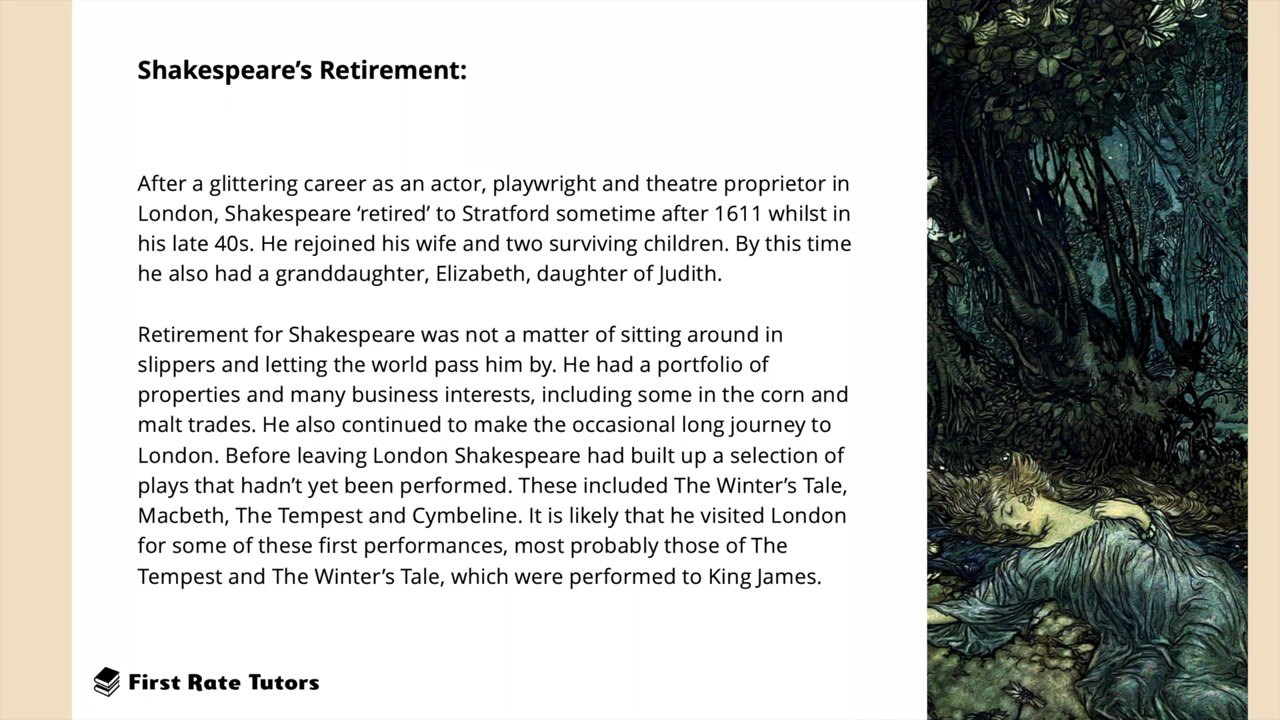 Shakespeare’s Retirement:
After a glittering career as an actor, playwright and theatre proprietor in
London, Shakespeare ‘retired’ to Stratford sometime after 1611 whilst in
his late 40s. He rejoined his wife and two surviving children. By this time
he also had a granddaughter, Elizabeth, daughter of Judith.
Retirement for Shakespeare was not a matter of sitting around in
slippers and letting the world pass him by. He had a portfolio of
properties and many business interests, including some in the corn and
malt trades. He also continued to make the occasional long journey to
London. Before leaving London Shakespeare had built up a selection of
plays that hadn’t yet been performed. These included The Winter’s Tale,
Macbeth, The Tempest and Cymbeline. It is likely that he visited London
for some of these first performances, most probably those of The
Tempest and The Winter’s Tale, which were performed to King James.
First Rate Tutors